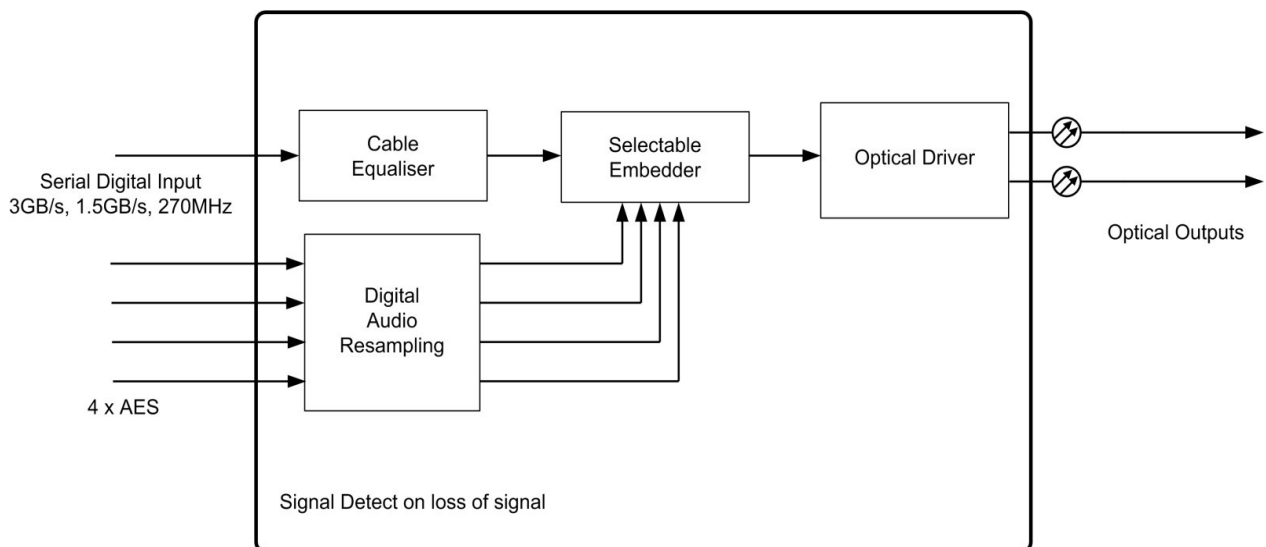 Cable
Equaliser
Selectable
Embedder
Optical Driver
Serial Digital Input
3GB/s, 1.5GB/s, 270MHz
Optical Outputs
Digital
Audio
Resampling
4 x AES
Signal Detect on loss of signal